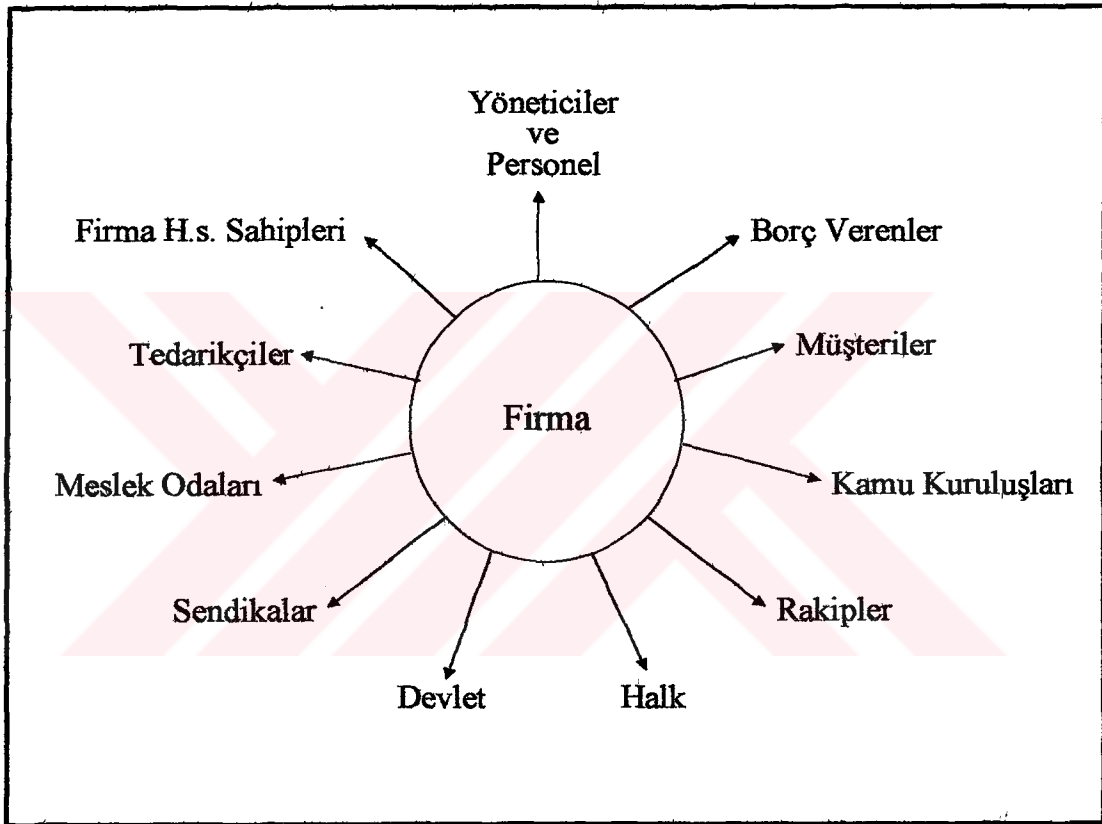 Yöneticiler
ve
Personel
Firma H.s. Sahipleri
Borç Verenler
Tedarikçiler
Müşteriler
Firma
Meslek Odaları
Kamu Kuruluşları
Sendikalar
Rakipler
Devlet
Halk